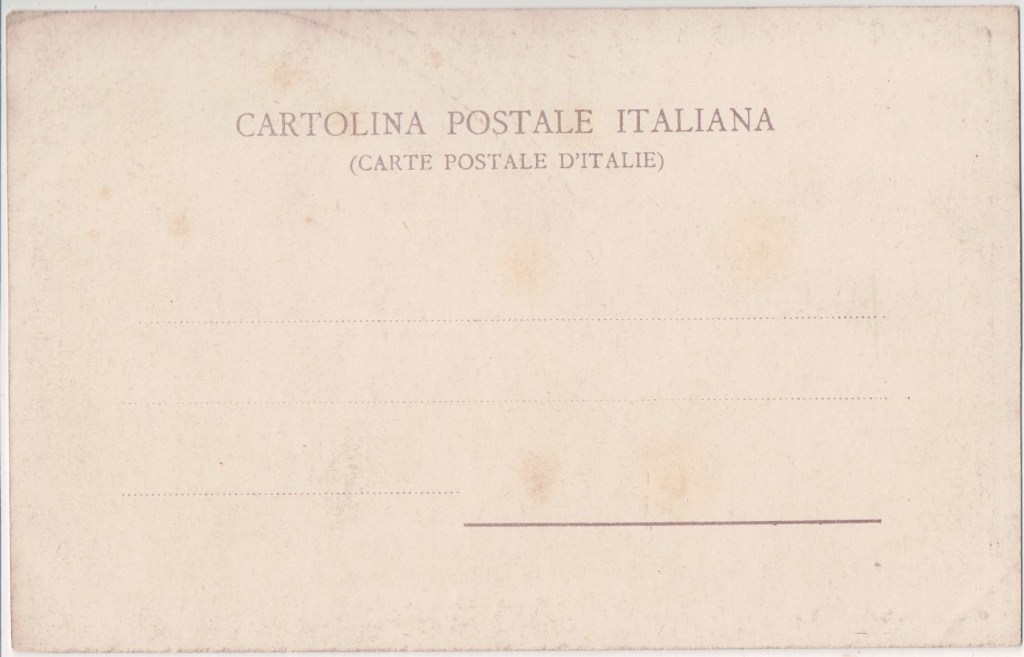 CARTOLINA POSTALE ITALIANA
(CARTE POSTALE D'ITALIE)